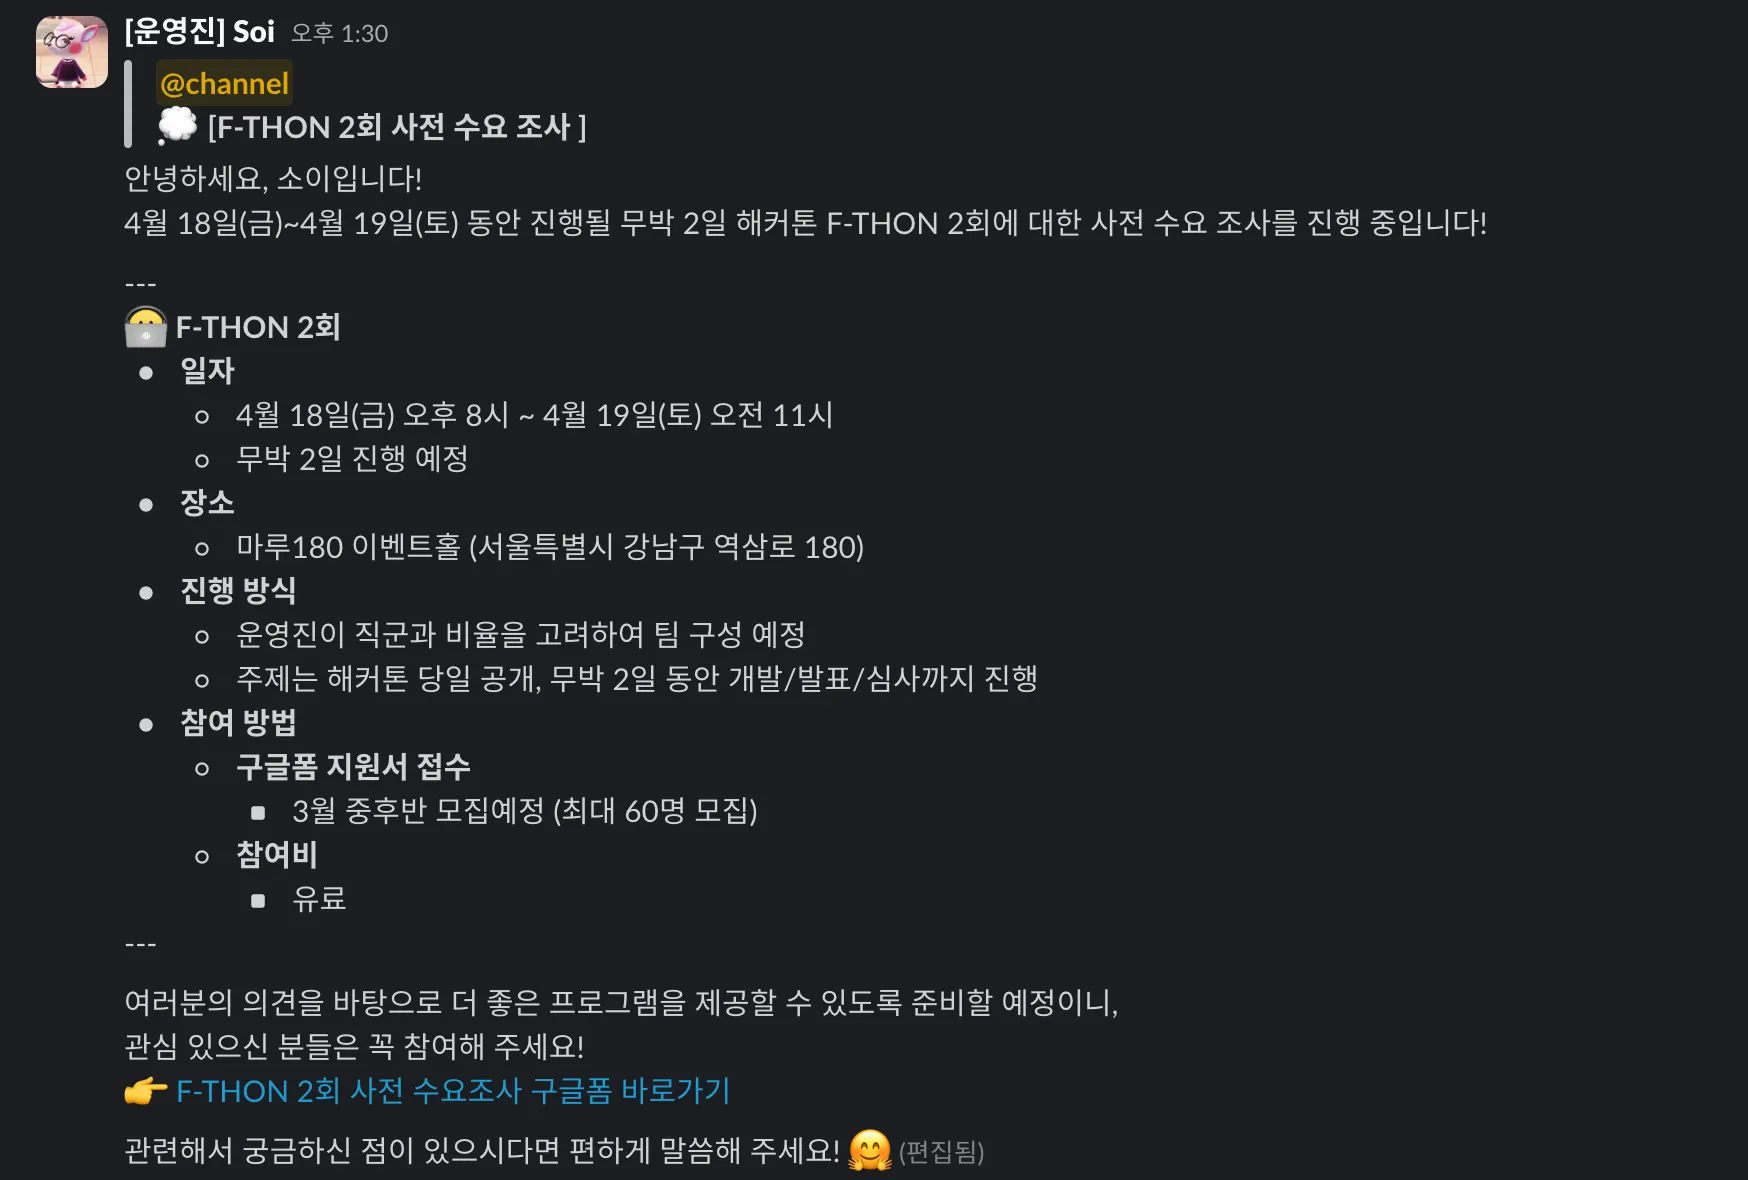 [운영진] Soi 오후 1:30
@channel
[F-THON 2회 사전 수요 조사 ]
안녕하세요, 소이입니다!
4월 18일(금)~4월 19일(토) 동안 진행될 무박 2일 해커톤 F-THON 2회에 대한 사전 수요 조사를 진행 중입니다!
---
F-THON 2회
● 일자
○ 4월 18일(금) 오후 8시 ~ 4월 19일(토) 오전 11시
○ 무박 2일 진행 예정
● 장소
○ 마루180 이벤트홀 (서울특별시 강남구 역삼로 180)
● 진행 방식
○ 운영진이 직군과 비율을 고려하여 팀 구성 예정
○ 주제는 해커톤 당일 공개, 무박 2일 동안 개발/발표/심사까지 진행
● 참여 방법
○ 구글폼 지원서 접수
■ 3월 중후반 모집예정 (최대 60명 모집)
○ 참여비
■ 유료
---
여러분의 의견을 바탕으로 더 좋은 프로그램을 제공할 수 있도록 준비할 예정이니,
관심 있으신 분들은 꼭 참여해 주세요!
👉 F-THON 2회 사전 수요조사 구글폼 바로가기
관련해서 궁금하신 점이 있으시다면 편하게 말씀해 주세요! 🤗 (편집됨)